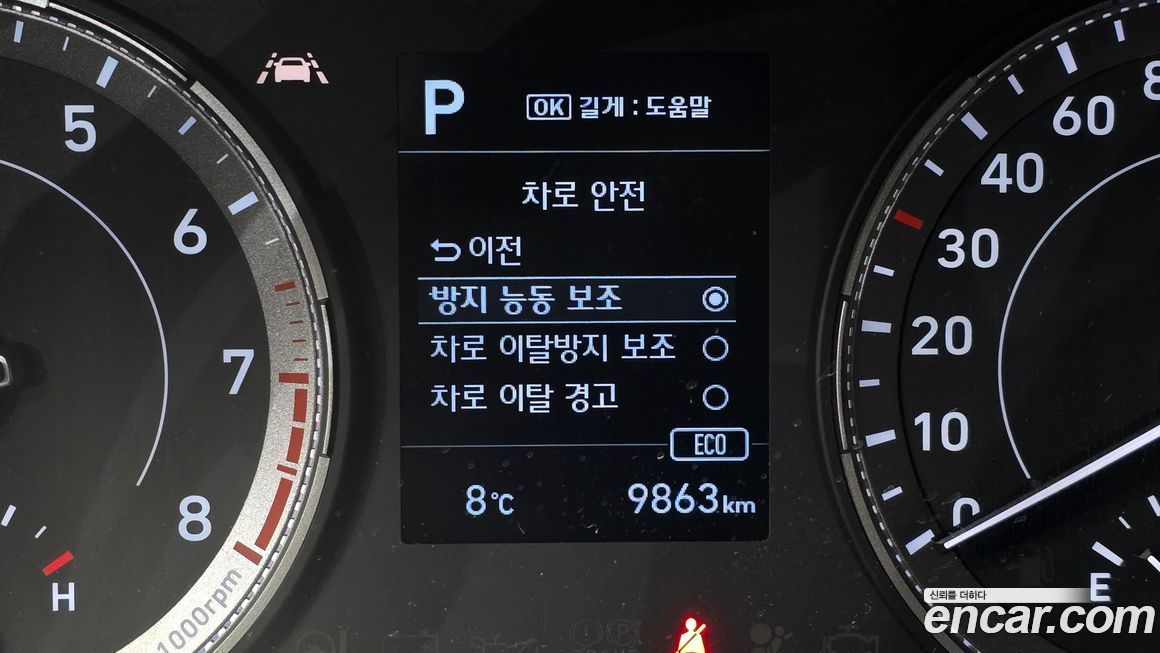 P
OK 길게 : 도움말
차로 안전
이전
방지 능동 보조
차로 이탈방지 보조
차로 이탈 경고
ECO
8℃
9863km
5
6
7
8
1000rpm
H
60
40
30
20
10
0
E
신뢰를 더하다
encar.com